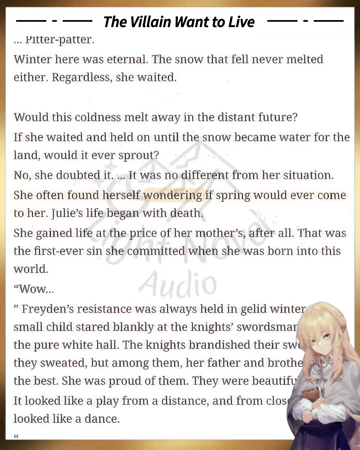 The Villain Want to Live
... Pitter-patter.
Winter here was eternal. The snow that fell never melted
either. Regardless, she waited.
Would this coldness melt away in the distant future?
If she waited and held on until the snow became water for the
land, would it ever sprout?
No, she doubted it. ... It was no different from her situation.
She often found herself wondering if spring would ever come
to her. Julie’s life began with death.
She gained life at the price of her mother’s, after all. That was
the first-ever sin she committed when she was born into this
world.
“Wow...
” Freyden’s resistance was always held in gelid winter
small child stared blankly at the knights’
the pure white hall. The knights brandished their
they sweated, but among them, her father and
the best. She was proud of them. They were
It looked like a play from a distance, and from
looked like a dance.
“
Light Novel
Audio